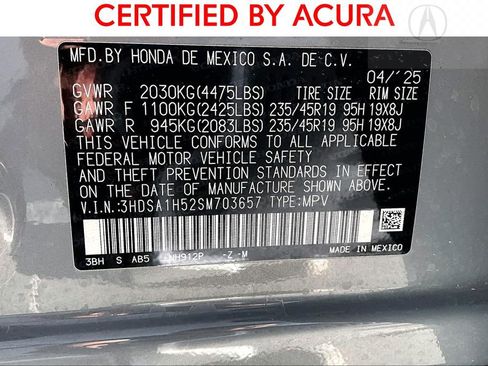 CERTIFIED BY ACURA
MFD.BY HONDA DE MEXICO S.A. DE C.V.
04/'25
GVWR 2030KG(4475LBS) TIRE SIZE RIM SIZE
GAWR F 1100KG(2425LBS) 235/45R19 95H 19X8J
GAWR R 945KG(2083LBS) 235/45R19 95H 19X8J
THIS VEHICLE CONFORMS TO ALL APPLICABLE
FEDERAL MOTOR VEHICLE SAFETY
AND THEFT PREVENTION STANDARDS IN EFFECT
ON THE DATE OF MANUFACTURE SHOWN ABOVE.
V.I.N:3HDSA1H52SM703657 TYPE:MPV
3BH S AB5 NH912P -Z -M
MADE IN MEXICO